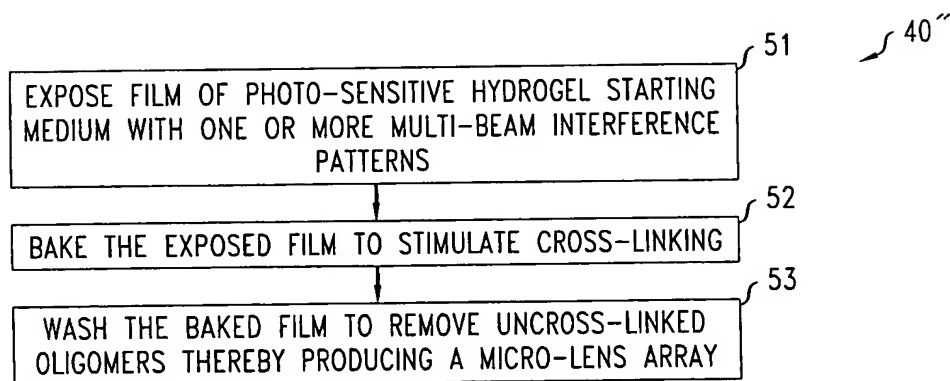 40″
51
EXPOSE FILM OF PHOTO-SENSITIVE HYDROGEL STARTING
MEDIUM WITH ONE OR MORE MULTI-BEAM INTERFERENCE
PATTERNS
52
BAKE THE EXPOSED FILM TO STIMULATE CROSS-LINKING
53
WASH THE BAKED FILM TO REMOVE UNCROSS-LINKED
OLIGOMERS THEREBY PRODUCING A MICRO-LENS ARRAY